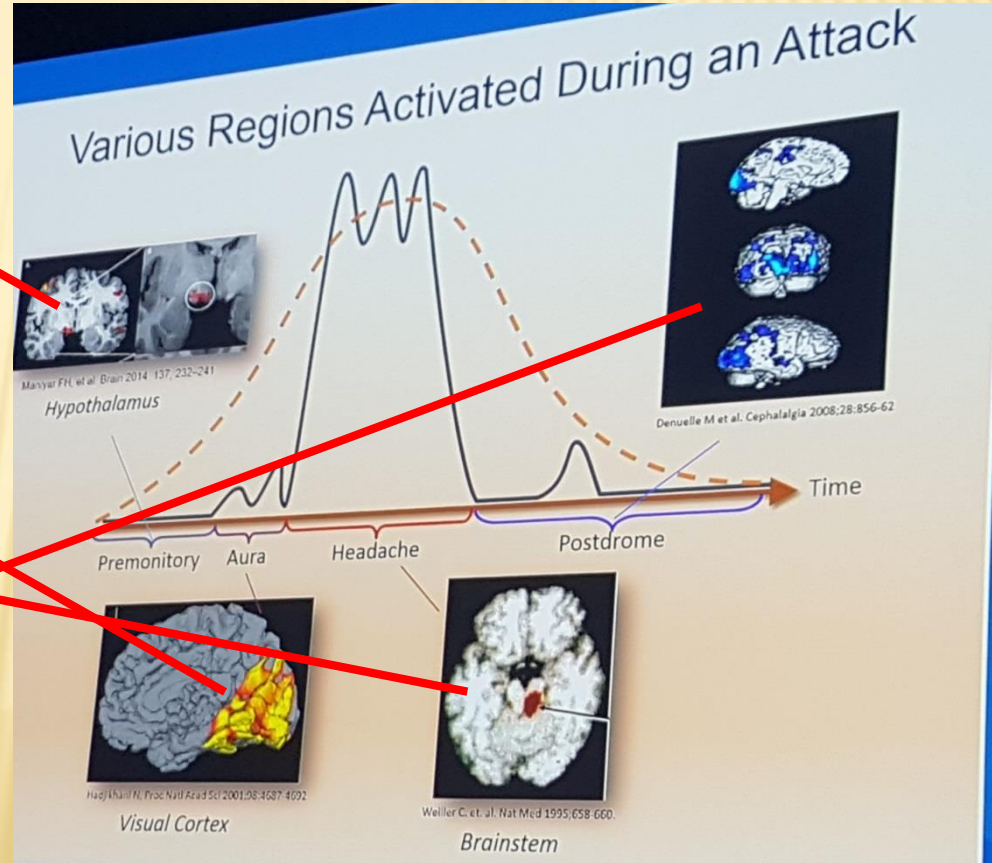 Various Regions Activated During an Attack
Maniyar FH, et al. Brain 2014. 137, 232–241
Hypothalamus
Denuelle M et al. Cephalalgia 2008;28:856-62
Time
Premonitory
Aura
Headache
Postdrome
Hadjikhani N, Proc Natl Acad Sci 2001;98:4687-4692
Visual Cortex
Weiller C. et. al. Nat Med 1995;658-660.
Brainstem